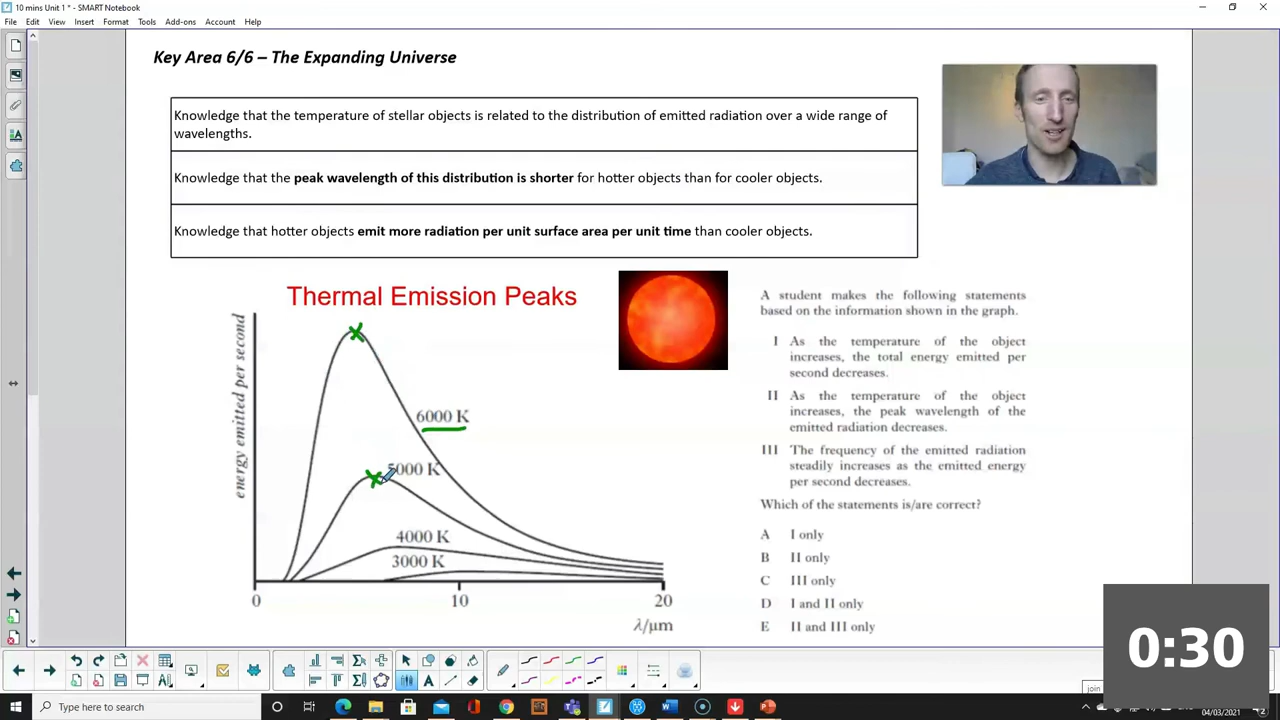 10 mins Unit 1 * - SMART Notebook
File Edit View Insert Format Tools Add-ons Account Help
Key Area 6/6 – The Expanding Universe
Knowledge that the temperature of stellar objects is related to the distribution of emitted radiation over a wide range of
wavelengths.
Knowledge that the peak wavelength of this distribution is shorter for hotter objects than for cooler objects.
Knowledge that hotter objects emit more radiation per unit surface area per unit time than cooler objects.
Thermal Emission Peaks
energy emitted per second
6000 K
5000 K
4000 K
3000 K
0 10 20
λ/µm
A student makes the following statements
based on the information shown in the graph.
I As the temperature of the object
increases, the total energy emitted per
second decreases.
II As the temperature of the object
increases, the peak wavelength of the
emitted radiation decreases.
III The frequency of the emitted radiation
steadily increases as the emitted energy
per second decreases.
Which of the statements is/are correct?
A I only
B II only
C III only
D I and II only
E II and III only
0:30
join
Type here to search
04/03/2021